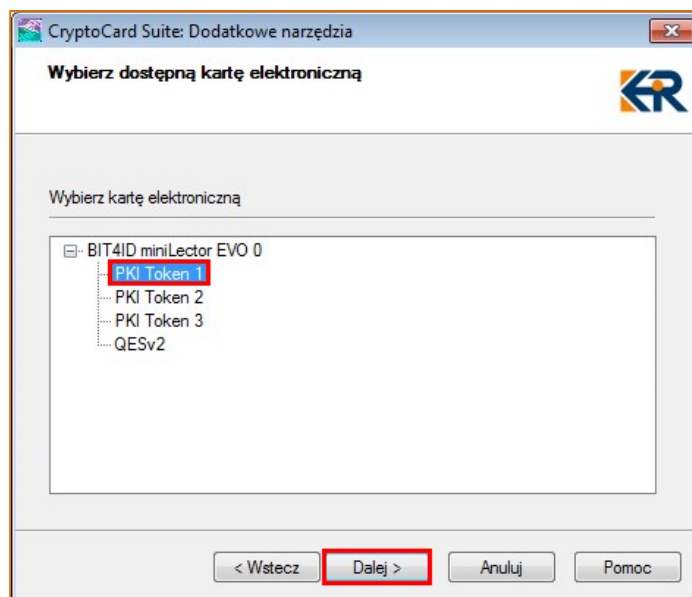 CryptoCard Suite: Dodatkowe narzędzia
Wybierz dostępną kartę elektroniczną
KIR
Wybierz kartę elektroniczną
BIT4ID miniLector EVO 0
PKI Token 1
PKI Token 2
PKI Token 3
QESv2
< Wstecz
Dalej >
Anuluj
Pomoc